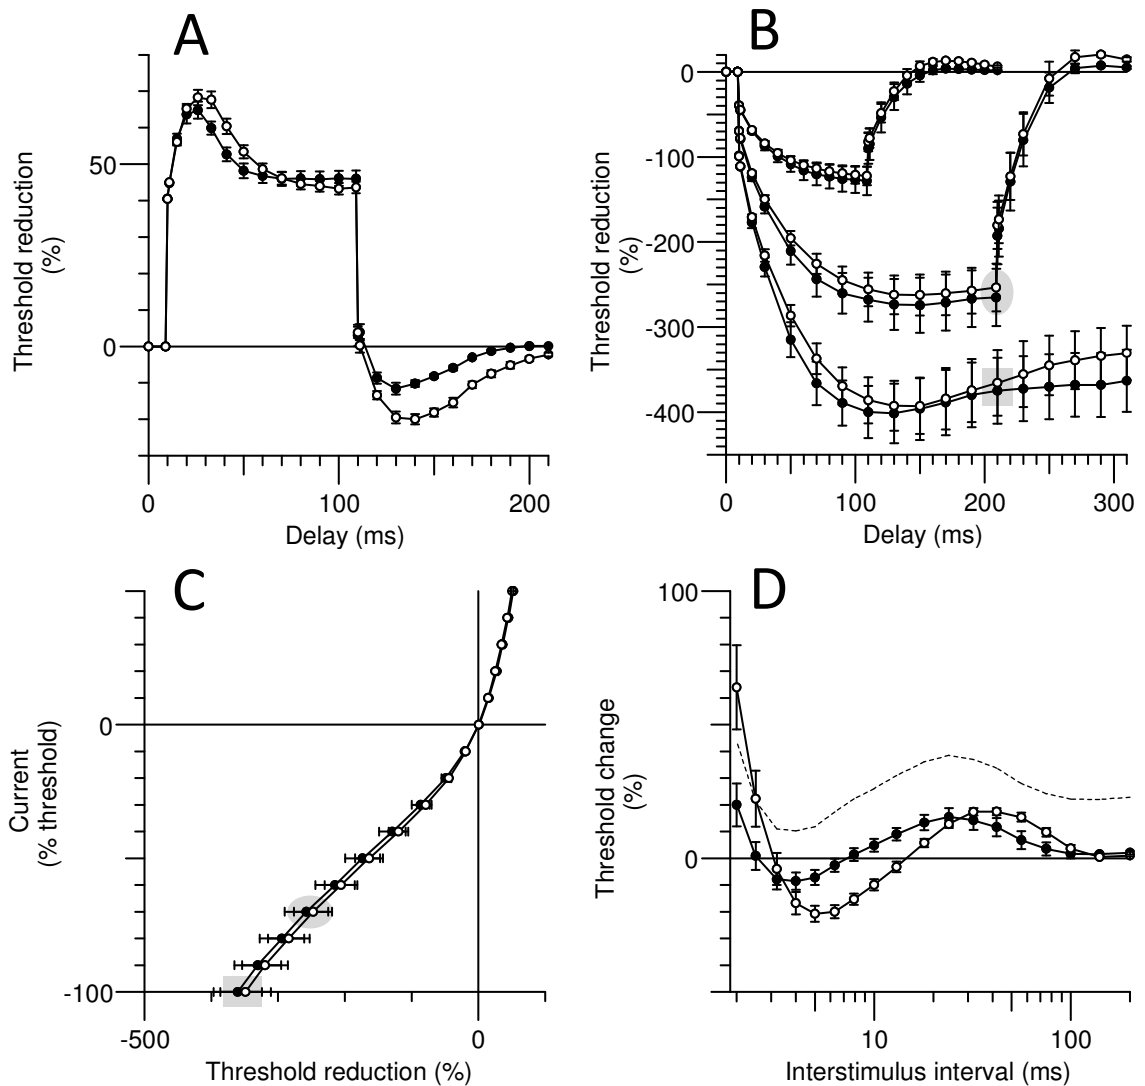 A
50
0
Threshold reduction
(%)
0
100
200
Delay (ms)
B
0
-100
-200
-300
-400
Threshold reduction
(%)
0
100
200
300
Delay (ms)
C
0
-100
Current
(% threshold)
-500
0
Threshold reduction (%)
D
100
0
Threshold change
(%)
10
100
Interstimulus interval (ms)